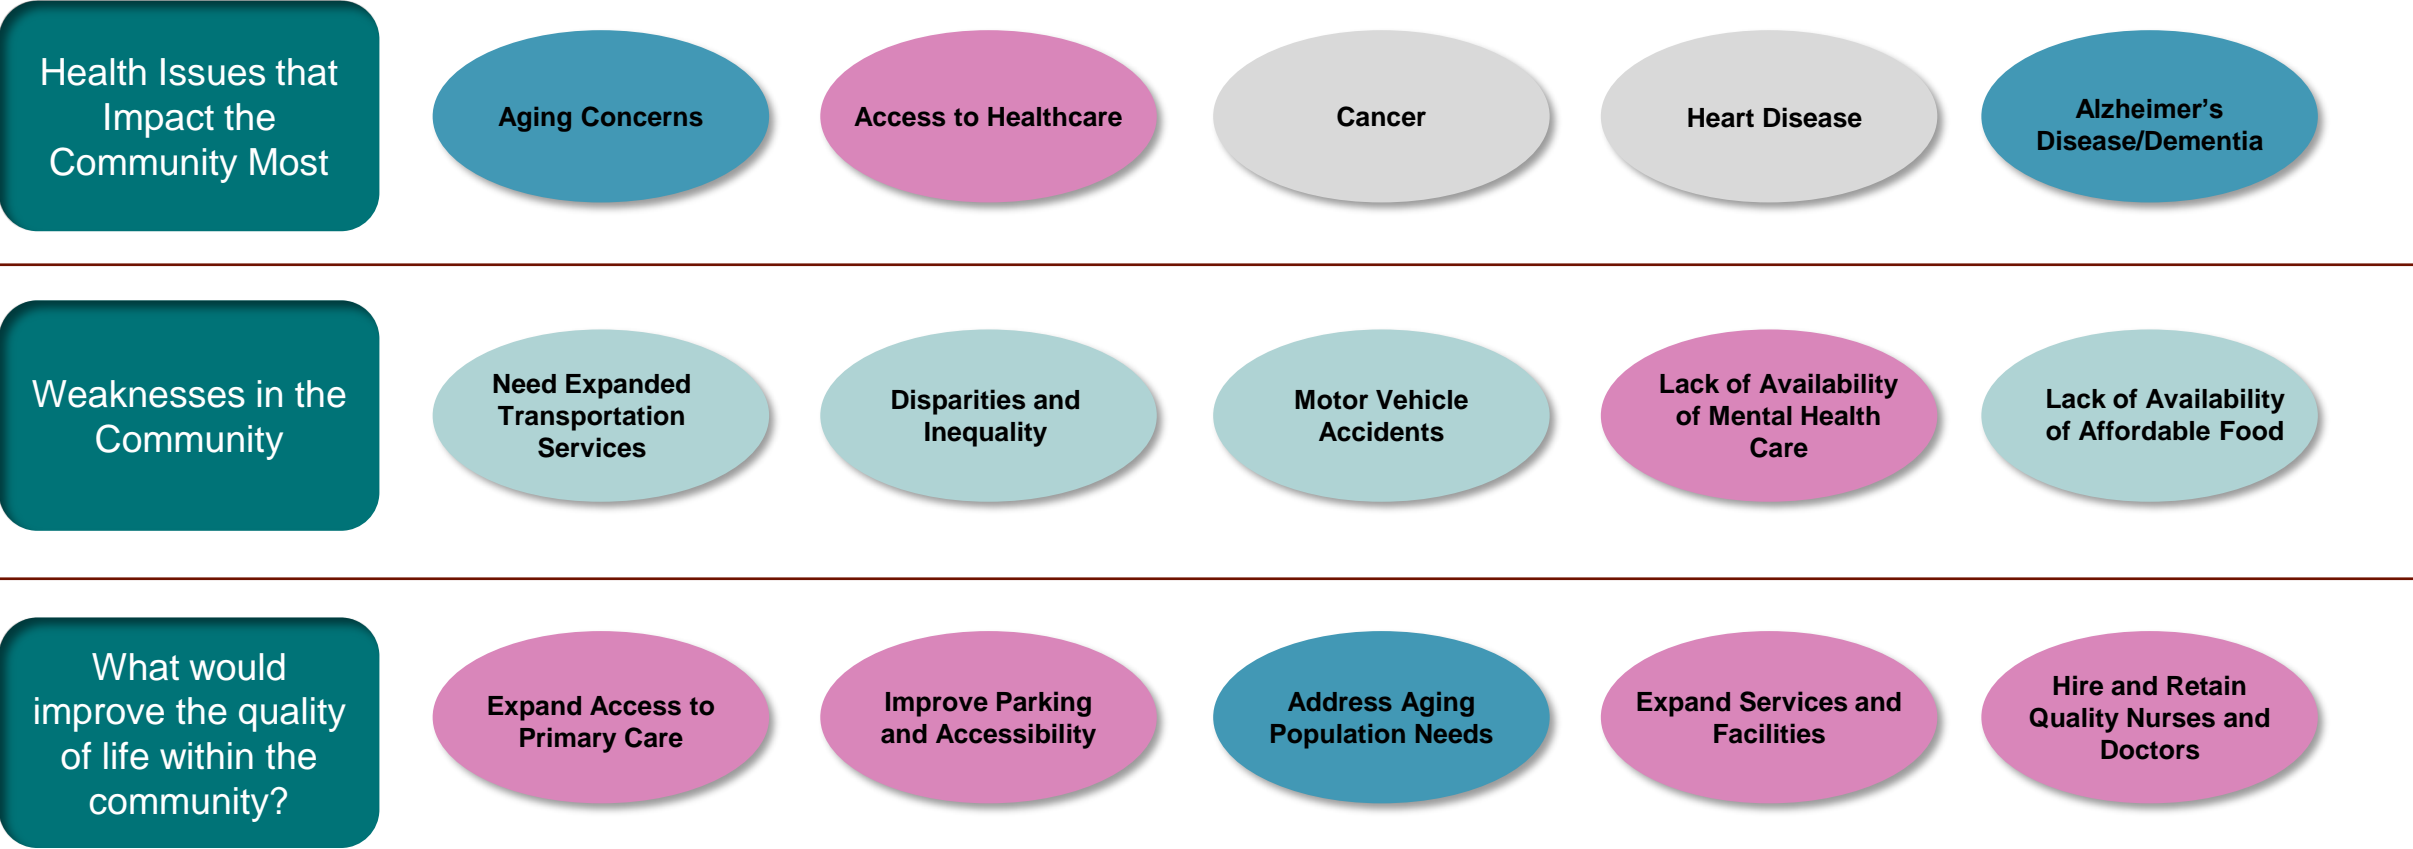 Health Issues that
Impact the
Community Most
Aging Concerns
Access to Healthcare
Cancer
Heart Disease
Alzheimer’s
Disease/Dementia
Weaknesses in the
Community
Need Expanded
Transportation
Services
Disparities and
Inequality
Motor Vehicle
Accidents
Lack of Availability
of Mental Health
Care
Lack of Availability
of Affordable Food
What would
improve the quality
of life within the
community?
Expand Access to
Primary Care
Improve Parking
and Accessibility
Address Aging
Population Needs
Expand Services and
Facilities
Hire and Retain
Quality Nurses and
Doctors